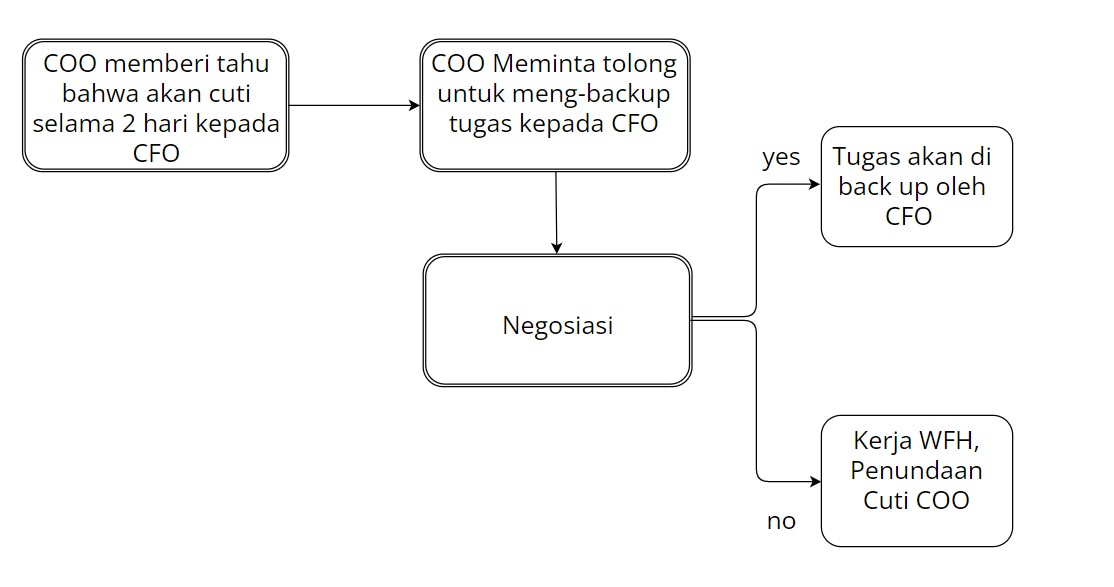 COO memberi tahu
bahwa akan cuti
selama 2 hari kepada
CFO
COO Meminta tolong
untuk meng-backup
tugas kepada CFO
Negosiasi
yes
Tugas akan di
back up oleh
CFO
no
Kerja WFH,
Penundaan
Cuti COO